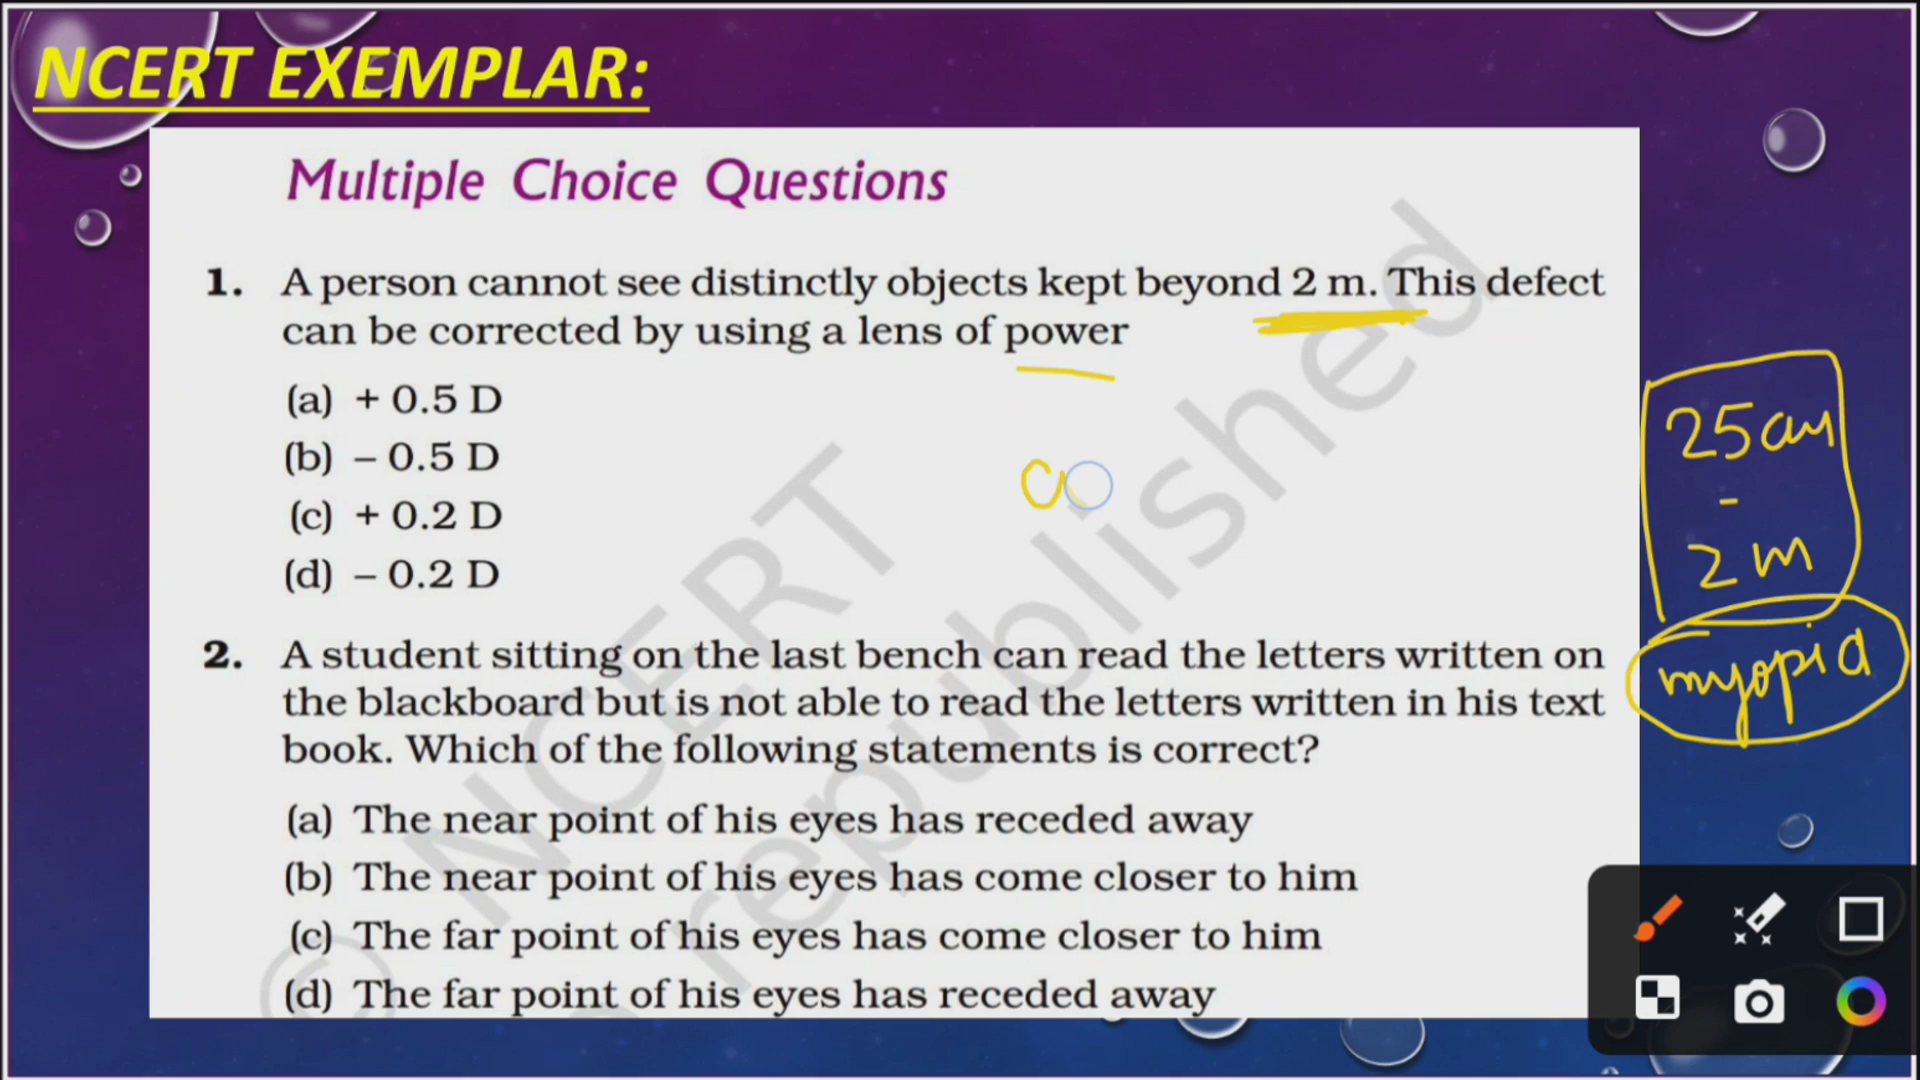 NCERT EXEMPLAR:
Multiple Choice Questions
1. A person cannot see distinctly objects kept beyond 2 m. This defect
can be corrected by using a lens of power
(a) + 0.5 D
(b) – 0.5 D
(c) + 0.2 D
(d) – 0.2 D
25 cm
-
2 m
myopia
2. A student sitting on the last bench can read the letters written on
the blackboard but is not able to read the letters written in his text
book. Which of the following statements is correct?
(a) The near point of his eyes has receded away
(b) The near point of his eyes has come closer to him
(c) The far point of his eyes has come closer to him
(d) The far point of his eyes has receded away
© NCERT
republished